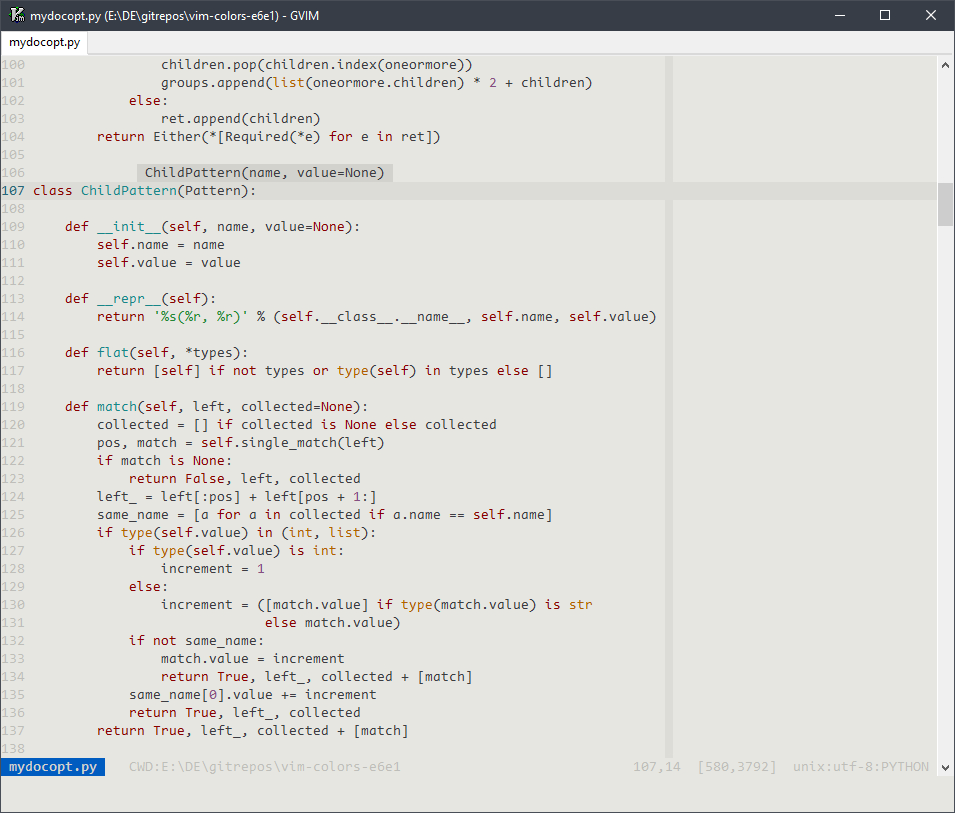 mydocopt.py (E:\DE\gitrepos\vim-colors-e6e1) - GVIM
mydocopt.py
100                 children.pop(children.index(oneormore))
101                 groups.append(list(oneormore.children) * 2 + children)
102             else:
103                 ret.append(children)
104         return Either(*[Required(*e) for e in ret])
105
106               ChildPattern(name, value=None)
107 class ChildPattern(Pattern):
108
109     def __init__(self, name, value=None):
110         self.name = name
111         self.value = value
112
113     def __repr__(self):
114         return '%s(%r, %r)' % (self.__class__.__name__, self.name, self.value)
115
116     def flat(self, *types):
117         return [self] if not types or type(self) in types else []
118
119     def match(self, left, collected=None):
120         collected = [] if collected is None else collected
121         pos, match = self.single_match(left)
122         if match is None:
123             return False, left, collected
124         left_ = left[:pos] + left[pos + 1:]
125         same_name = [a for a in collected if a.name == self.name]
126         if type(self.value) in (int, list):
127             if type(self.value) is int:
128                 increment = 1
129             else:
130                 increment = ([match.value] if type(match.value) is str
131                              else match.value)
132             if not same_name:
133                 match.value = increment
134                 return True, left_, collected + [match]
135             same_name[0].value += increment
136             return True, left_, collected
137         return True, left_, collected + [match]
138
mydocopt.py   CWD:E:\DE\gitrepos\vim-colors-e6e1   107,14  [580,3792]  unix:utf-8:PYTHON